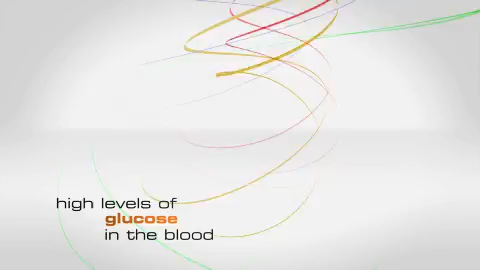 high levels of
glucose
in the blood